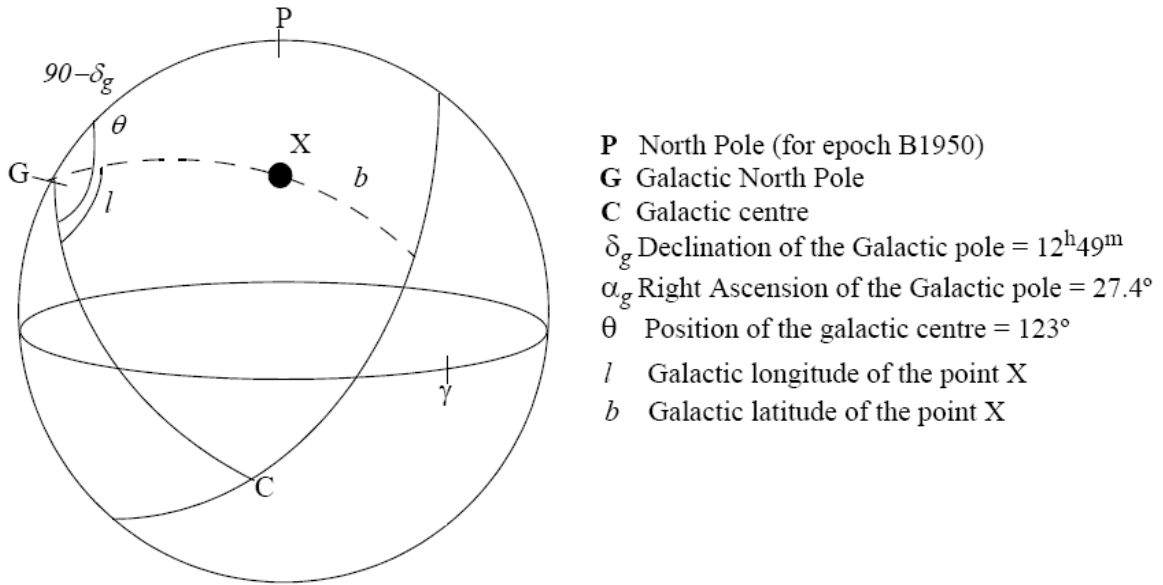 P
90–δg
θ
X
G
b
l
γ
C
P North Pole (for epoch B1950)
G Galactic North Pole
C Galactic centre
δg Declination of the Galactic pole = 12h49m
αg Right Ascension of the Galactic pole = 27.4º
θ Position of the galactic centre = 123º
l Galactic longitude of the point X
b Galactic latitude of the point X